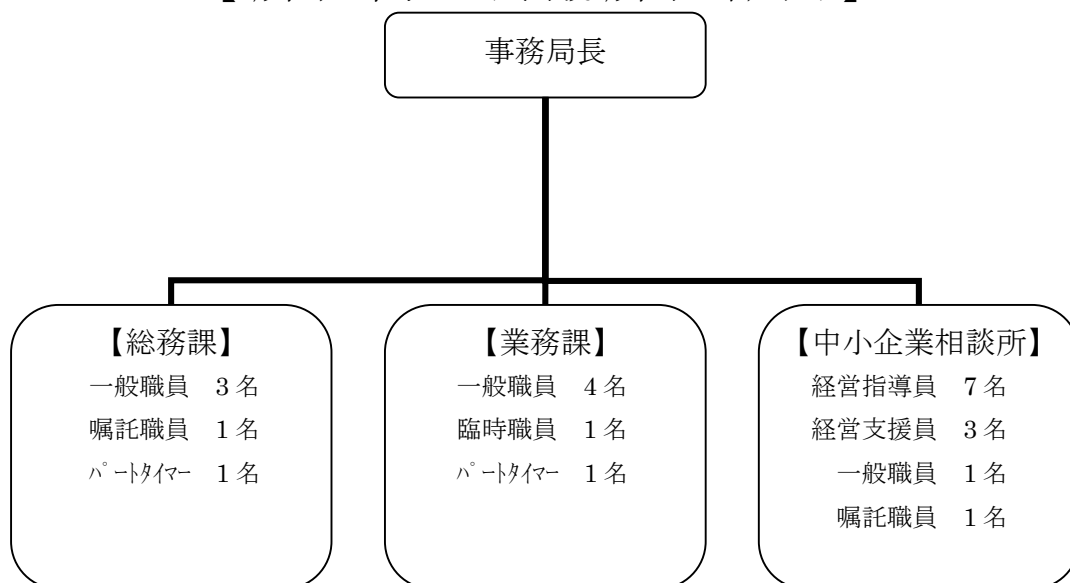 事務局長
【総務課】
一般職員 3名
嘱託職員 1名
ﾊﾟｰﾄﾀｲﾏｰ 1名
【業務課】
一般職員 4名
臨時職員 1名
ﾊﾟｰﾄﾀｲﾏｰ 1名
【中小企業相談所】
経営指導員 7名
経営支援員 3名
一般職員 1名
嘱託職員 1名